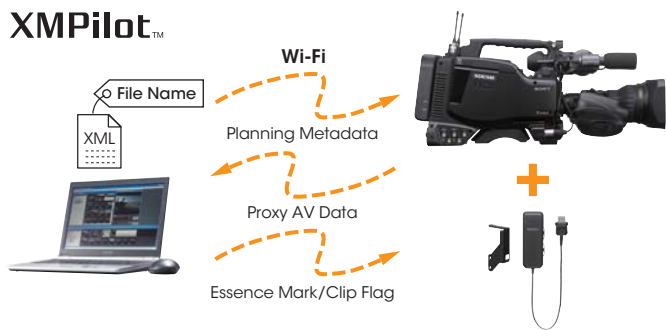 XMPilot™
Wi-Fi
File Name
XML
Planning Metadata
Proxy AV Data
Essence Mark/Clip Flag